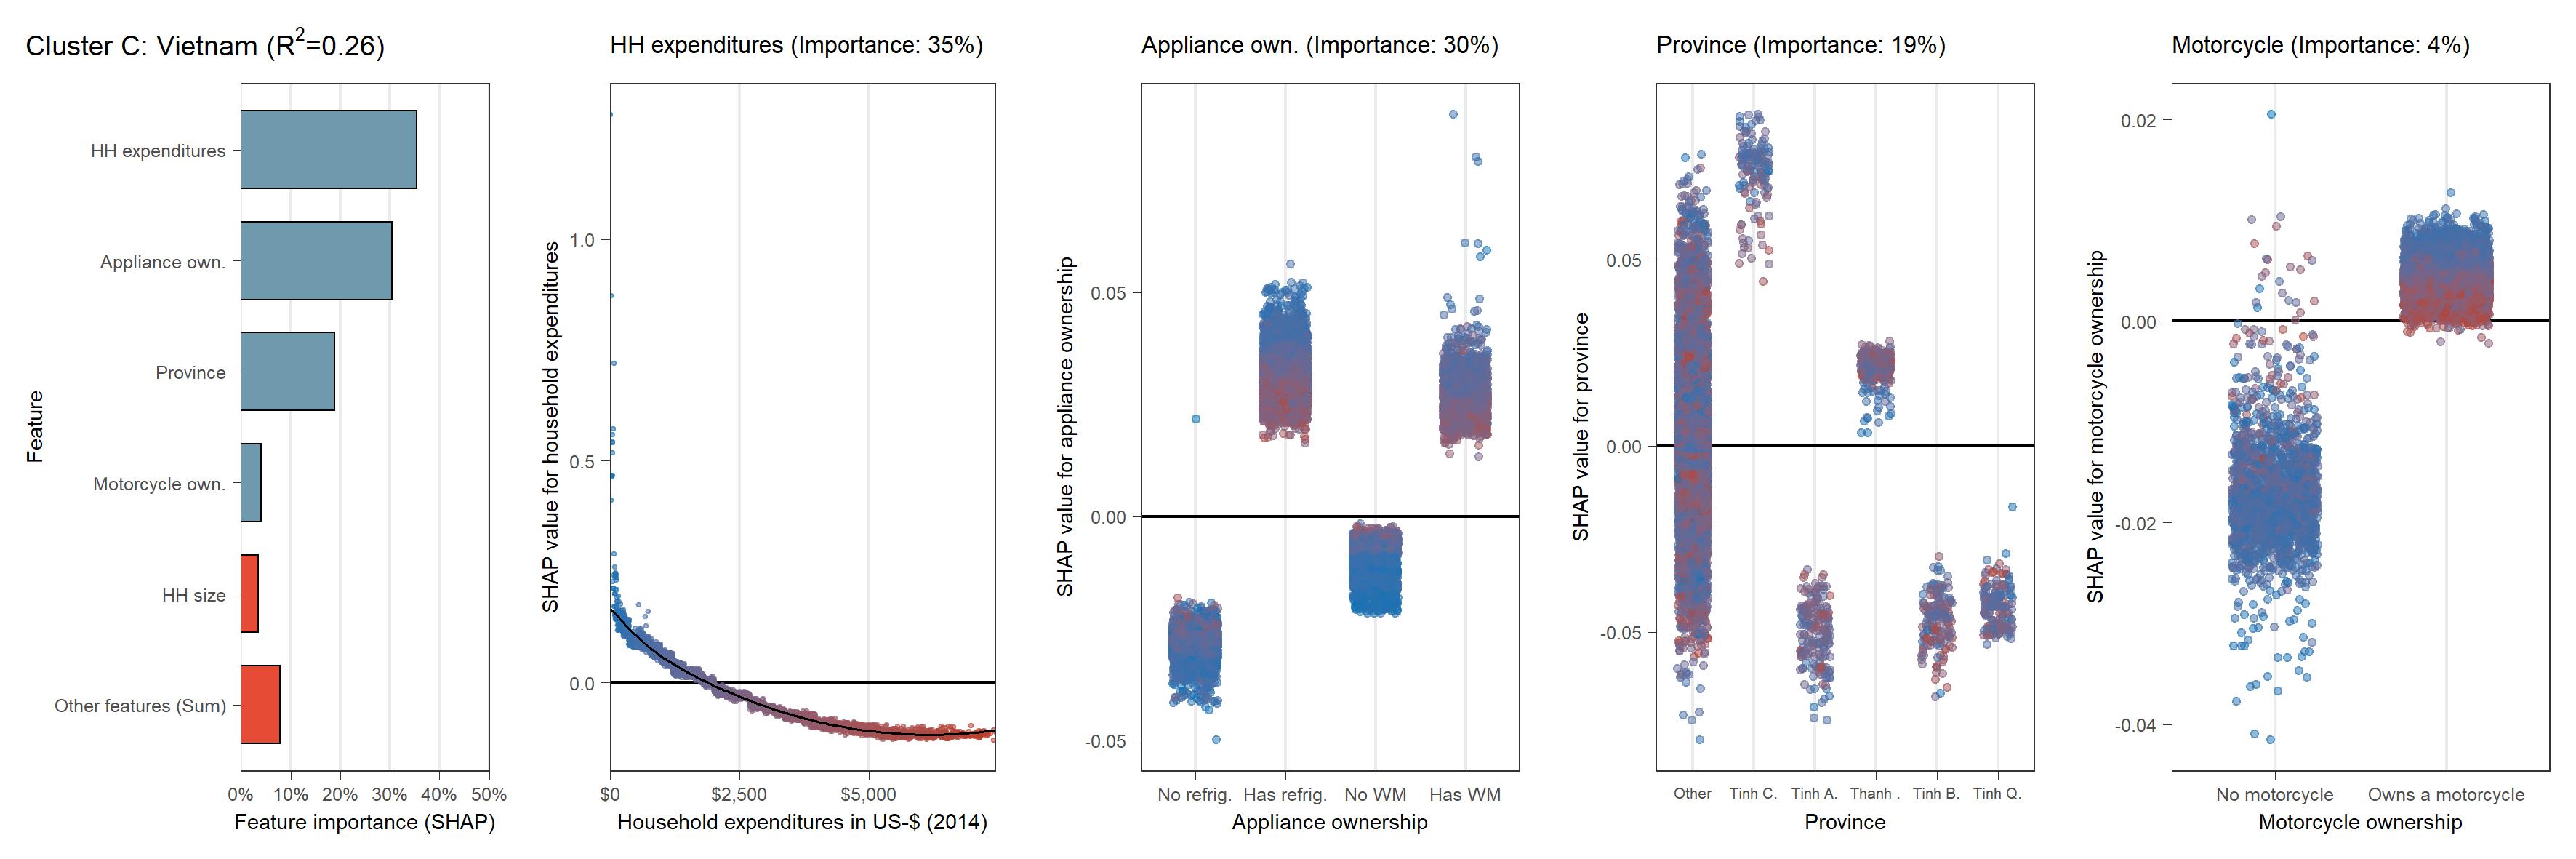 Cluster C: Vietnam (R2=0.26)
Feature
HH expenditures
Appliance own.
Province
Motorcycle own.
HH size
Other features (Sum)
0% 10% 20% 30% 40% 50%
Feature importance (SHAP)
HH expenditures (Importance: 35%)
SHAP value for household expenditures
1.0
0.5
0.0
$0 $2,500 $5,000
Household expenditures in US-$ (2014)
Appliance own. (Importance: 30%)
SHAP value for appliance ownership
0.05
0.00
-0.05
No refrig. Has refrig. No WM Has WM
Appliance ownership
Province (Importance: 19%)
SHAP value for province
0.05
0.00
-0.05
Other Tinh C. Tinh A. Thanh . Tinh B. Tinh Q.
Province
Motorcycle (Importance: 4%)
SHAP value for motorcycle ownership
0.02
0.00
-0.02
-0.04
No motorcycle Owns a motorcycle
Motorcycle ownership